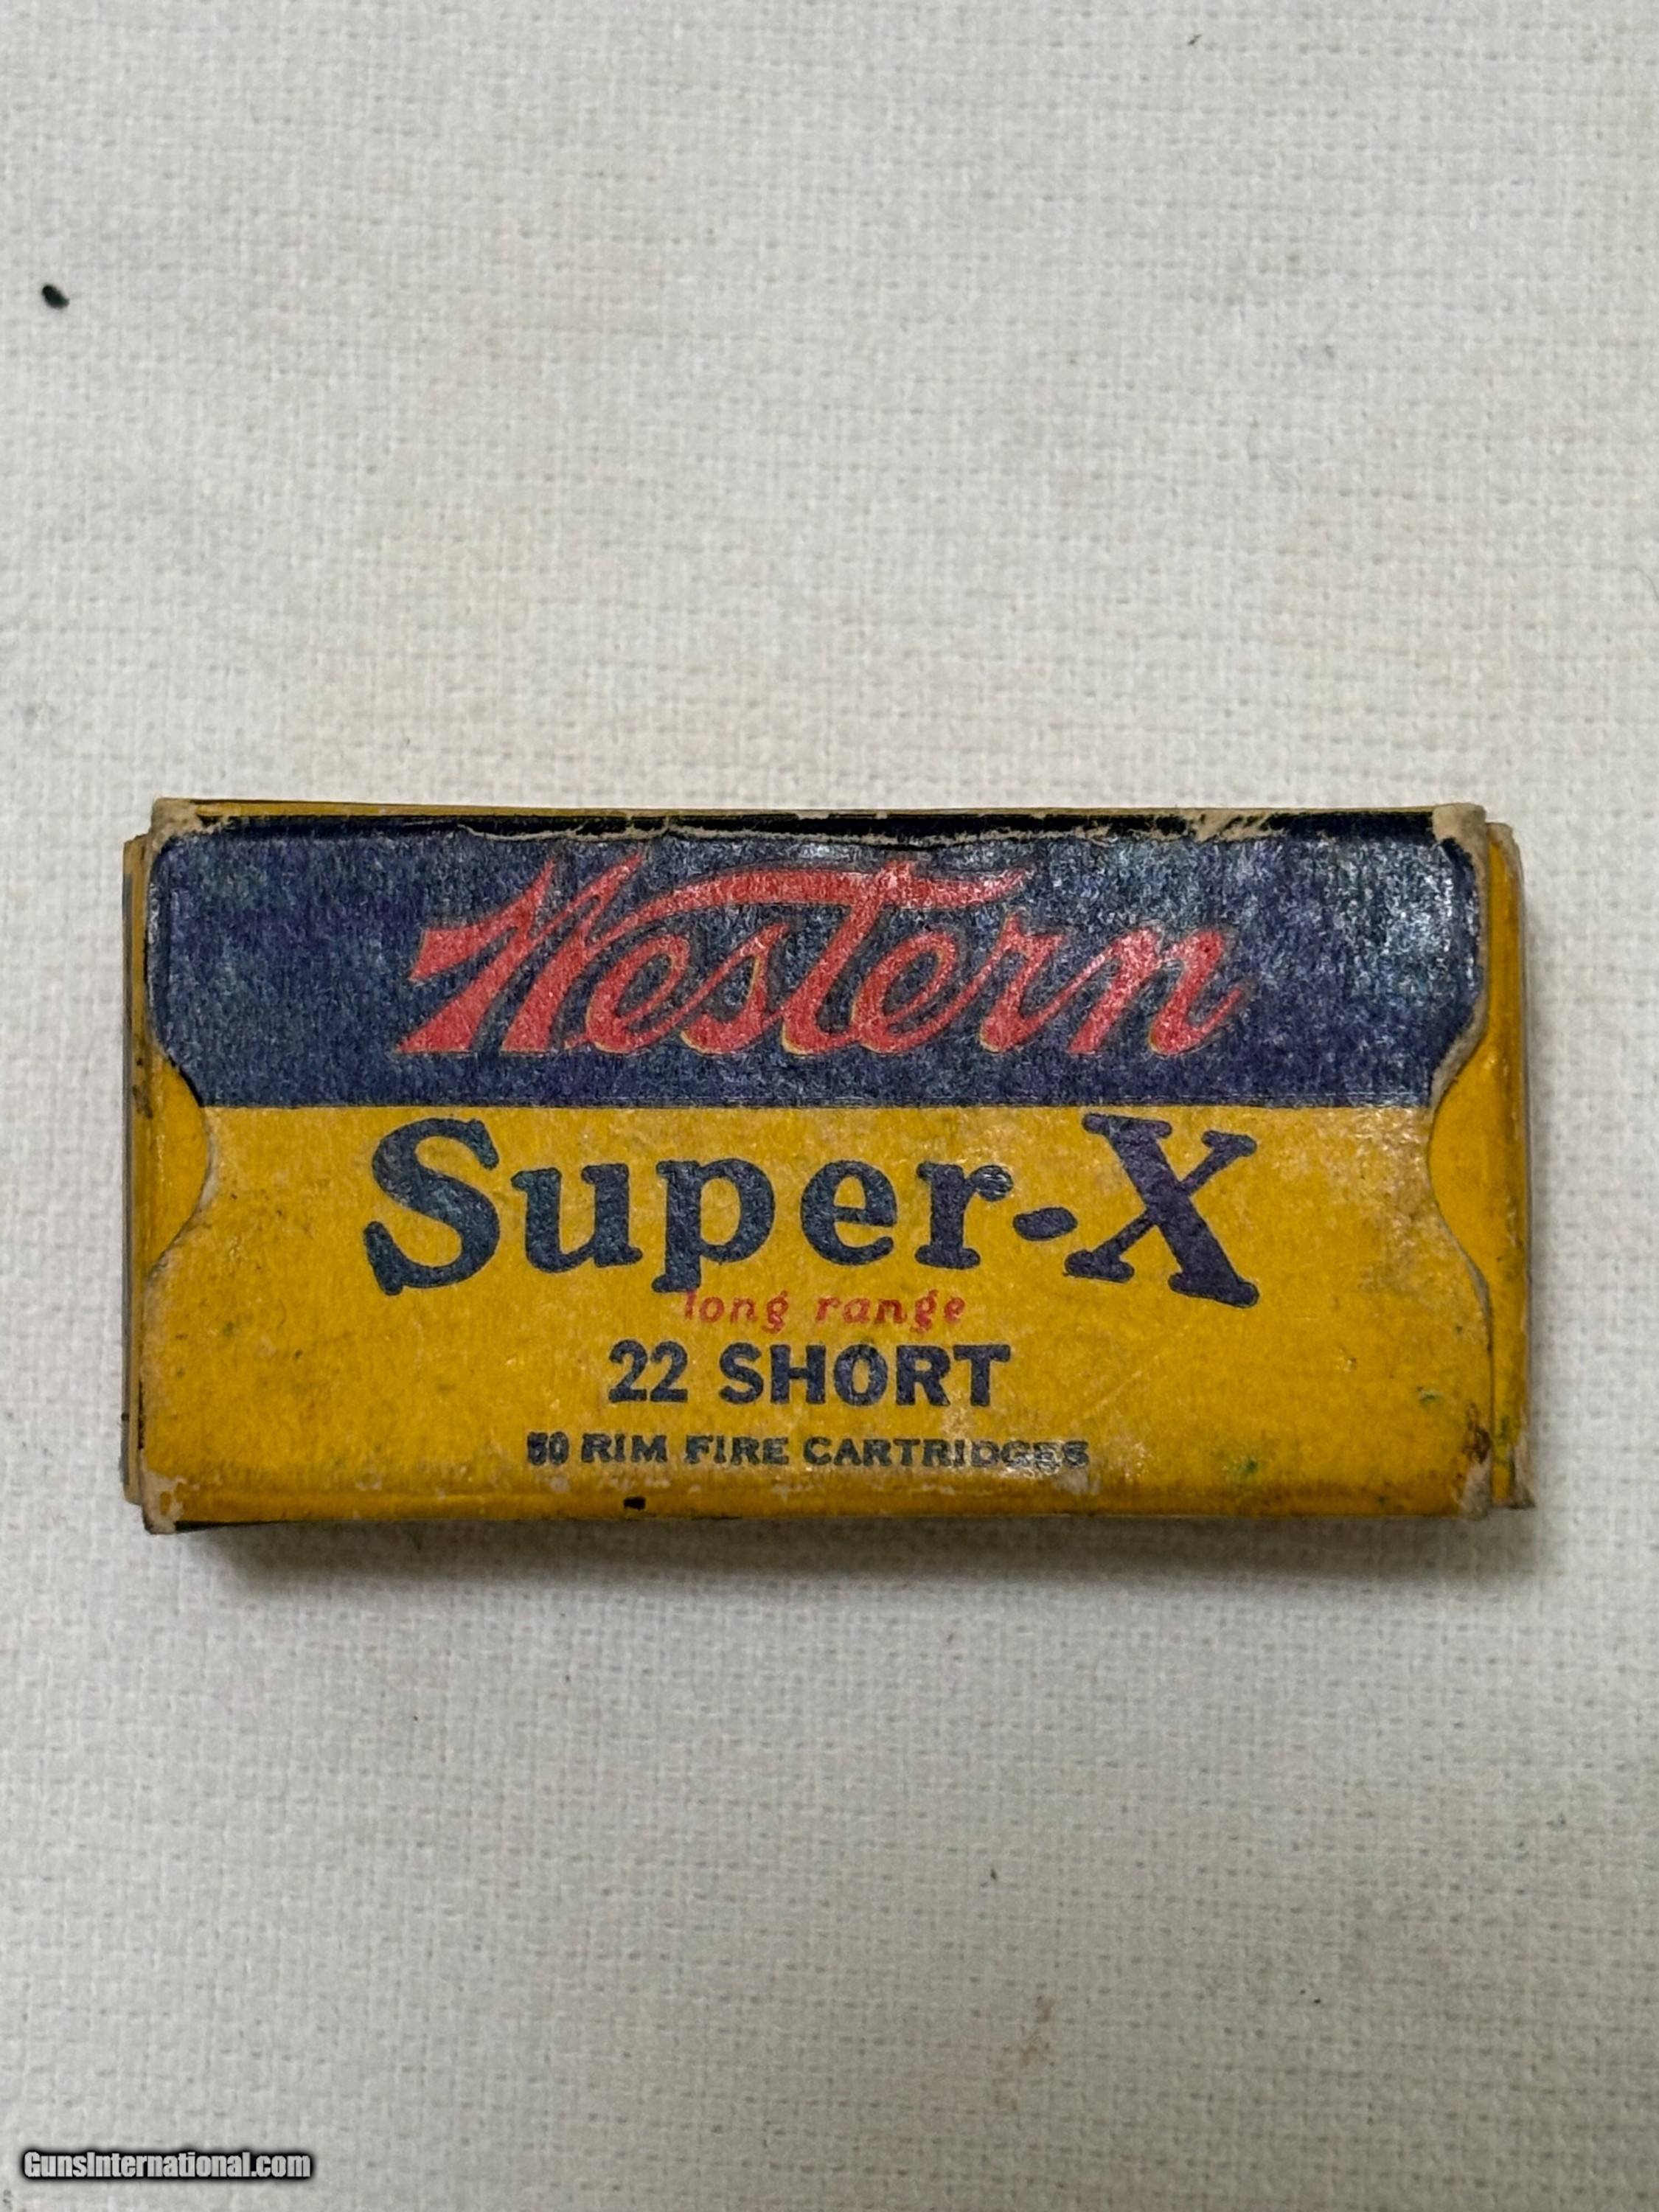 Western
Super-X
long range
22 SHORT
50 RIM FIRE CARTRIDGES
GunsInternational.com